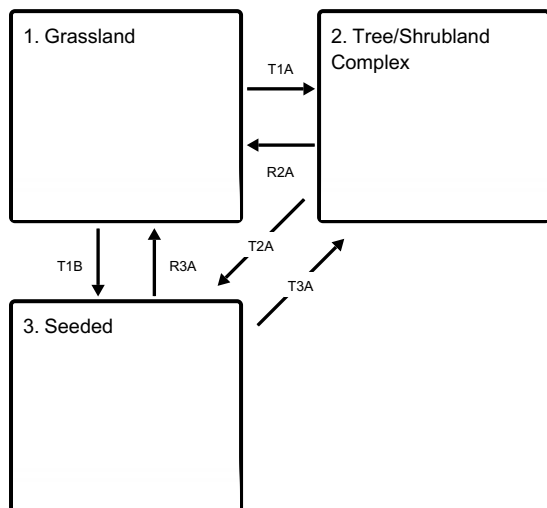 1. Grassland
2. Tree/Shrubland
Complex
T1A
R2A
T2A
T3A
T1B
R3A
3. Seeded